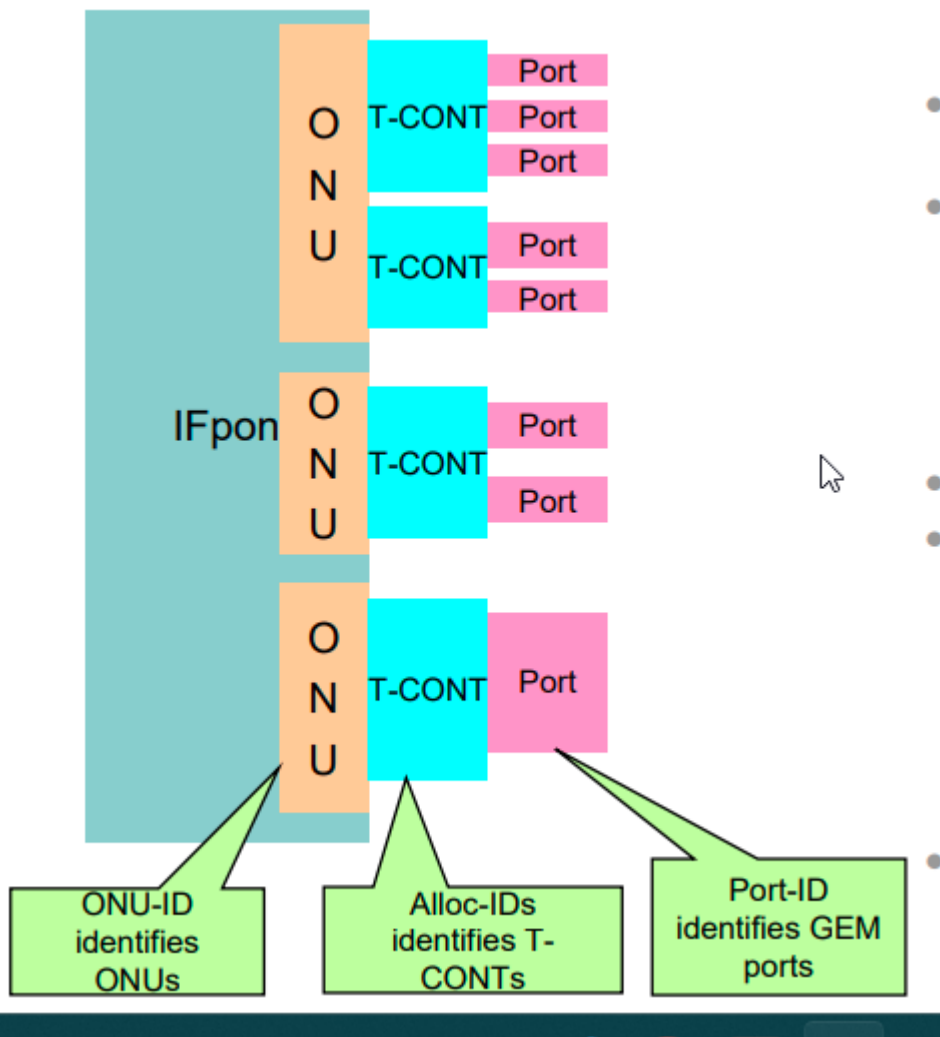 O
N
U
T-CONT
Port
Port
Port
T-CONT
Port
Port
IFpon
O
N
U
T-CONT
Port
Port
O
N
U
T-CONT
Port
ONU-ID
identifies
ONUs
Alloc-IDs
identifies T-
CONTs
Port-ID
identifies GEM
ports